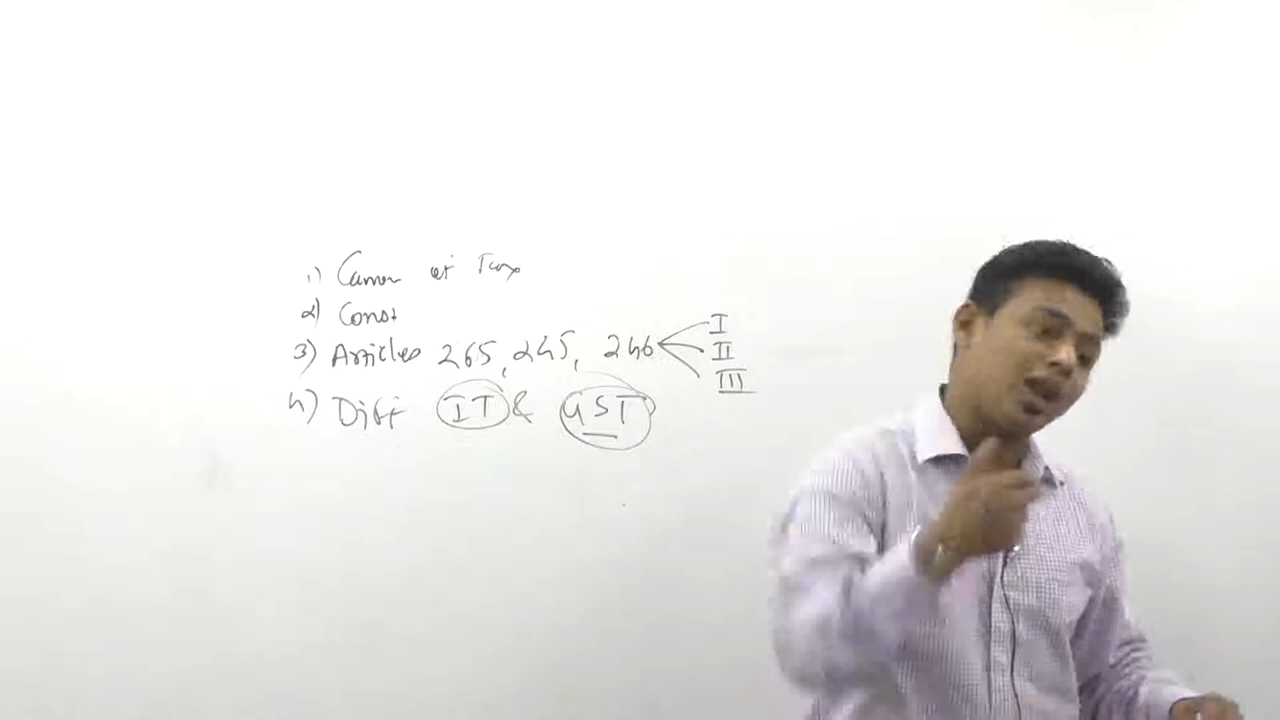 1) Canon of Tax
2) Const
3) Articles 265, 245, 246 I II III
4) Diff IT & GST